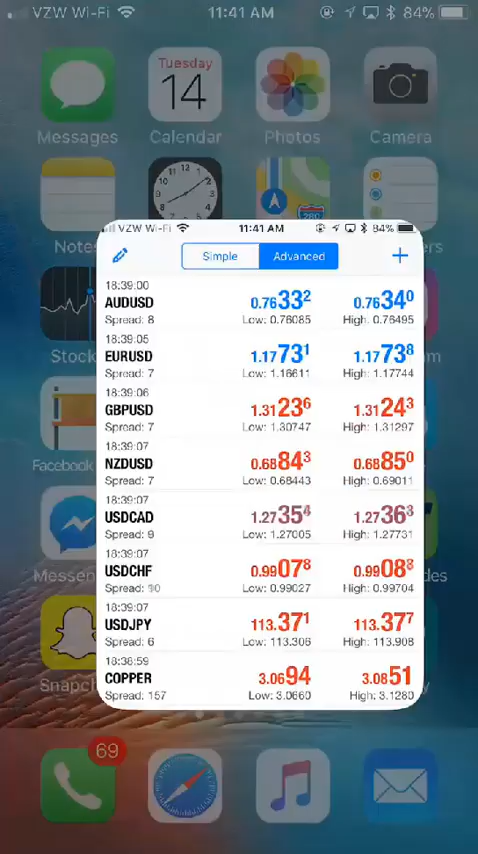 VZW Wi-Fi 11:41 AM 84%
Tuesday
14
Messages Calendar Photos Camera
280
Notes
VZW Wi-Fi 11:41 AM 84%
Simple Advanced
18:39:00
AUDUSD 0.76332 0.76340
Spread: 8 Low: 0.76085 High: 0.76495
18:39:05
EURUSD 1.17731 1.17738
Spread: 7 Low: 1.16611 High: 1.17744
18:39:06
GBPUSD 1.31236 1.31243
Spread: 7 Low: 1.30747 High: 1.31297
18:39:07
NZDUSD 0.68843 0.68850
Spread: 7 Low: 0.68443 High: 0.69011
18:39:07
USDCAD 1.27354 1.27363
Spread: 9 Low: 1.27005 High: 1.27731
18:39:07
USDCHF 0.99078 0.99088
Spread: 10 Low: 0.99027 High: 0.99704
18:39:07
USDJPY 113.371 113.377
Spread: 6 Low: 113.306 High: 113.908
18:38:59
COPPER 3.0694 3.0851
Spread: 157 Low: 3.0660 High: 3.1280
Stock
Facebook
Messen
Snapch
69